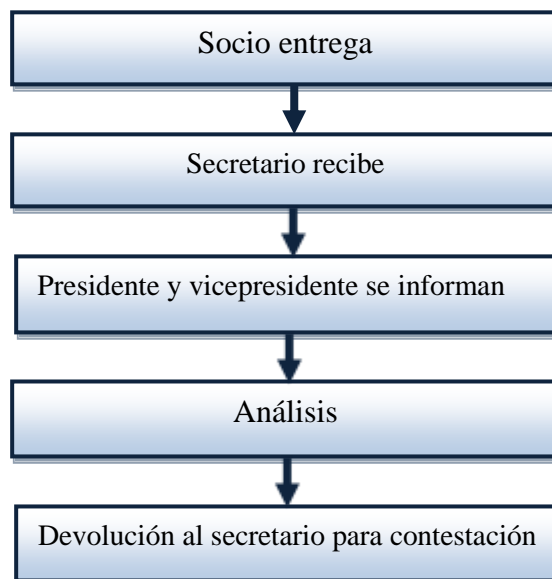 Socio entrega
Secretario recibe
Presidente y vicepresidente se informan
Análisis
Devolución al secretario para contestación